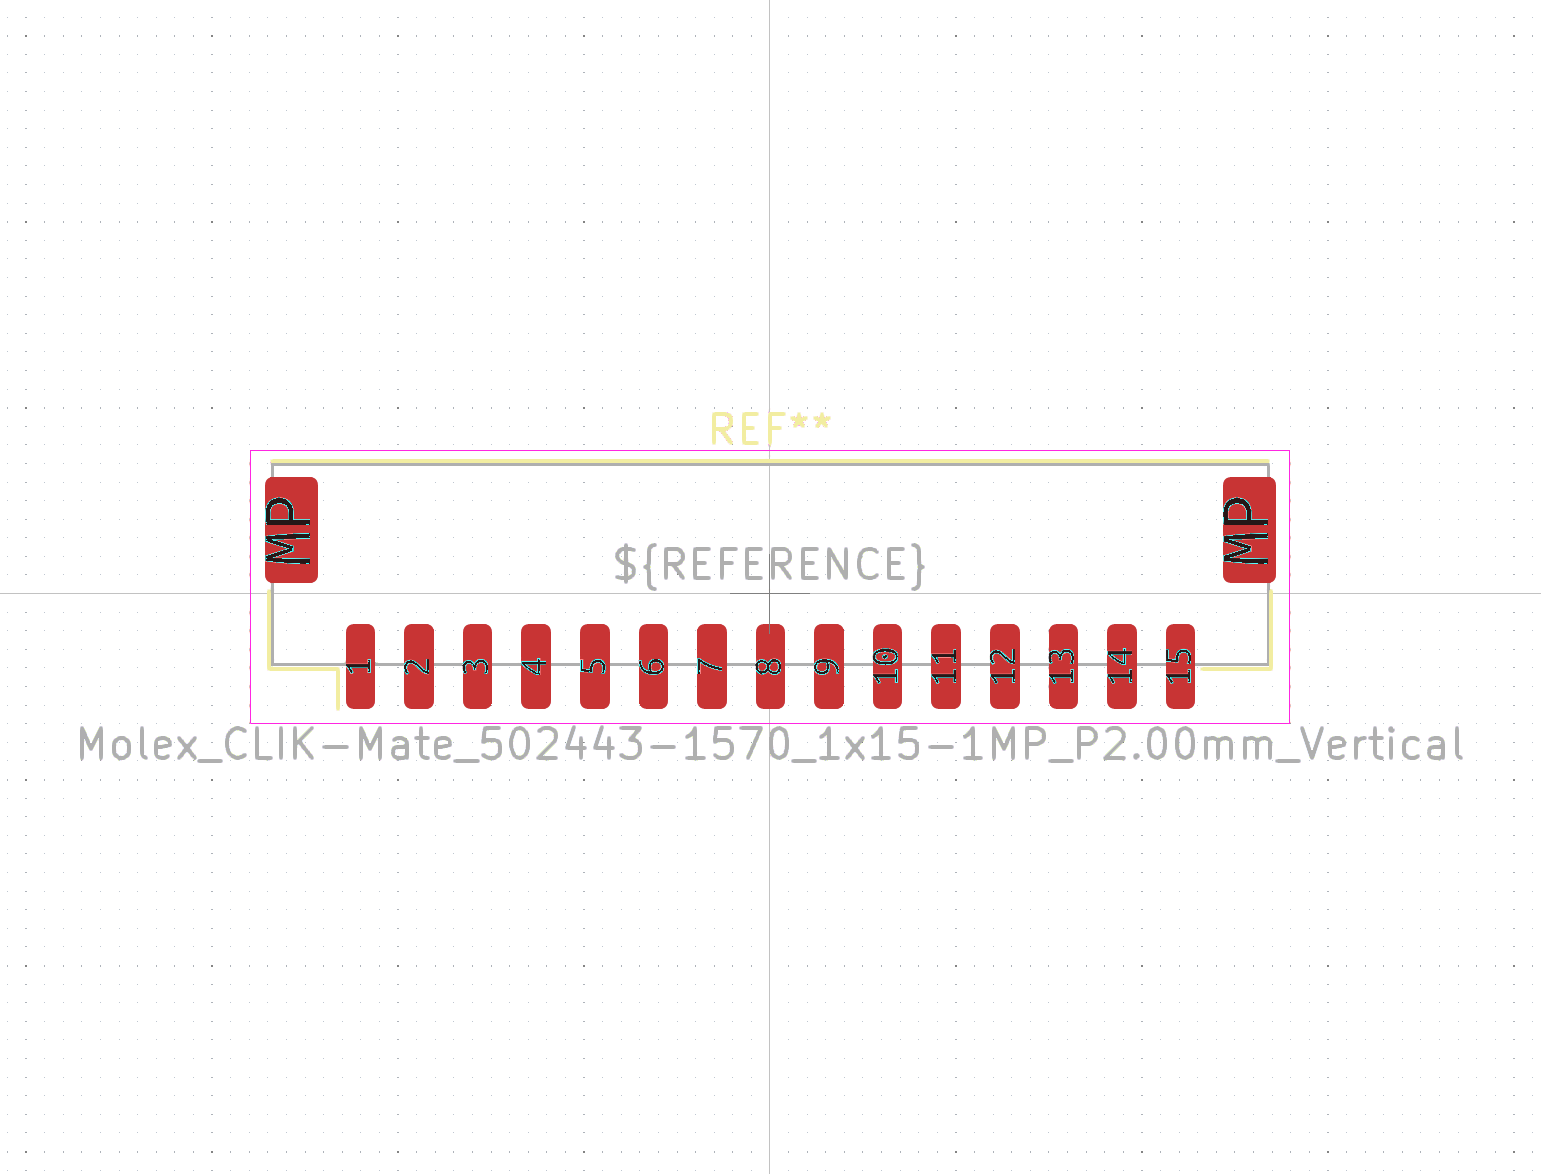 REF**
MP MP
${REFERENCE}
1 2 3 4 5 6 7 8 9 10 11 12 13 14 15
Molex_CLIK-Mate_502443-1570_1x15-1MP_P2.00mm_Vertical